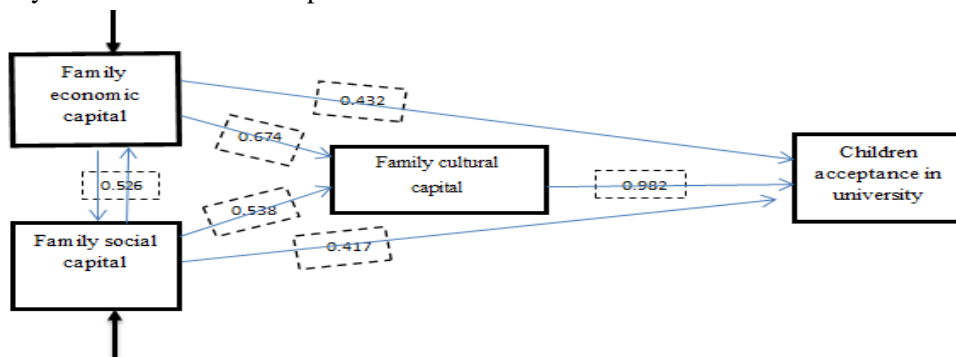 Family
economic
capital
0.432
0.674
Family cultural
capital
Children
acceptance in
university
0.526
0.982
0.538
Family social
capital
0.417